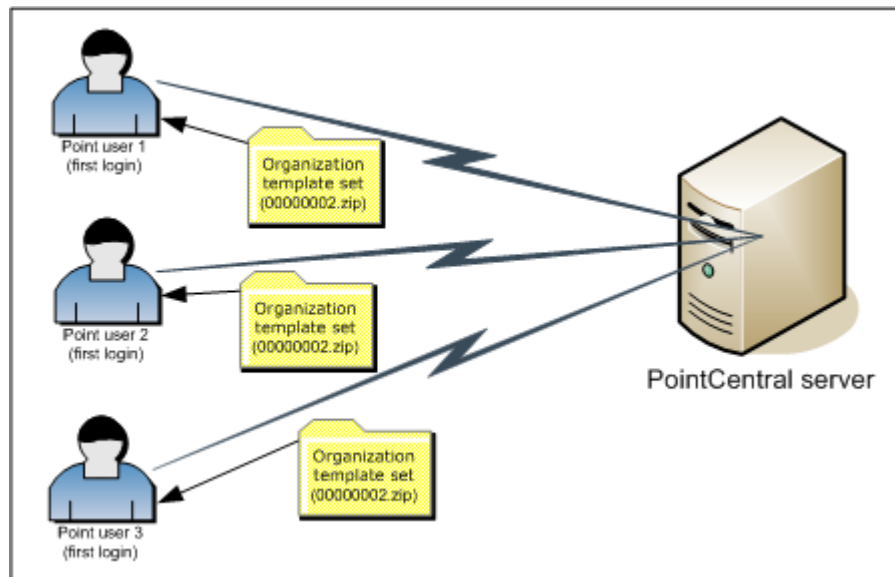 Point user 1
(first login)
Organization
template set
(00000002.zip)
Point user 2
(first login)
Organization
template set
(00000002.zip)
PointCentral server
Point user 3
(first login)
Organization
template set
(00000002.zip)